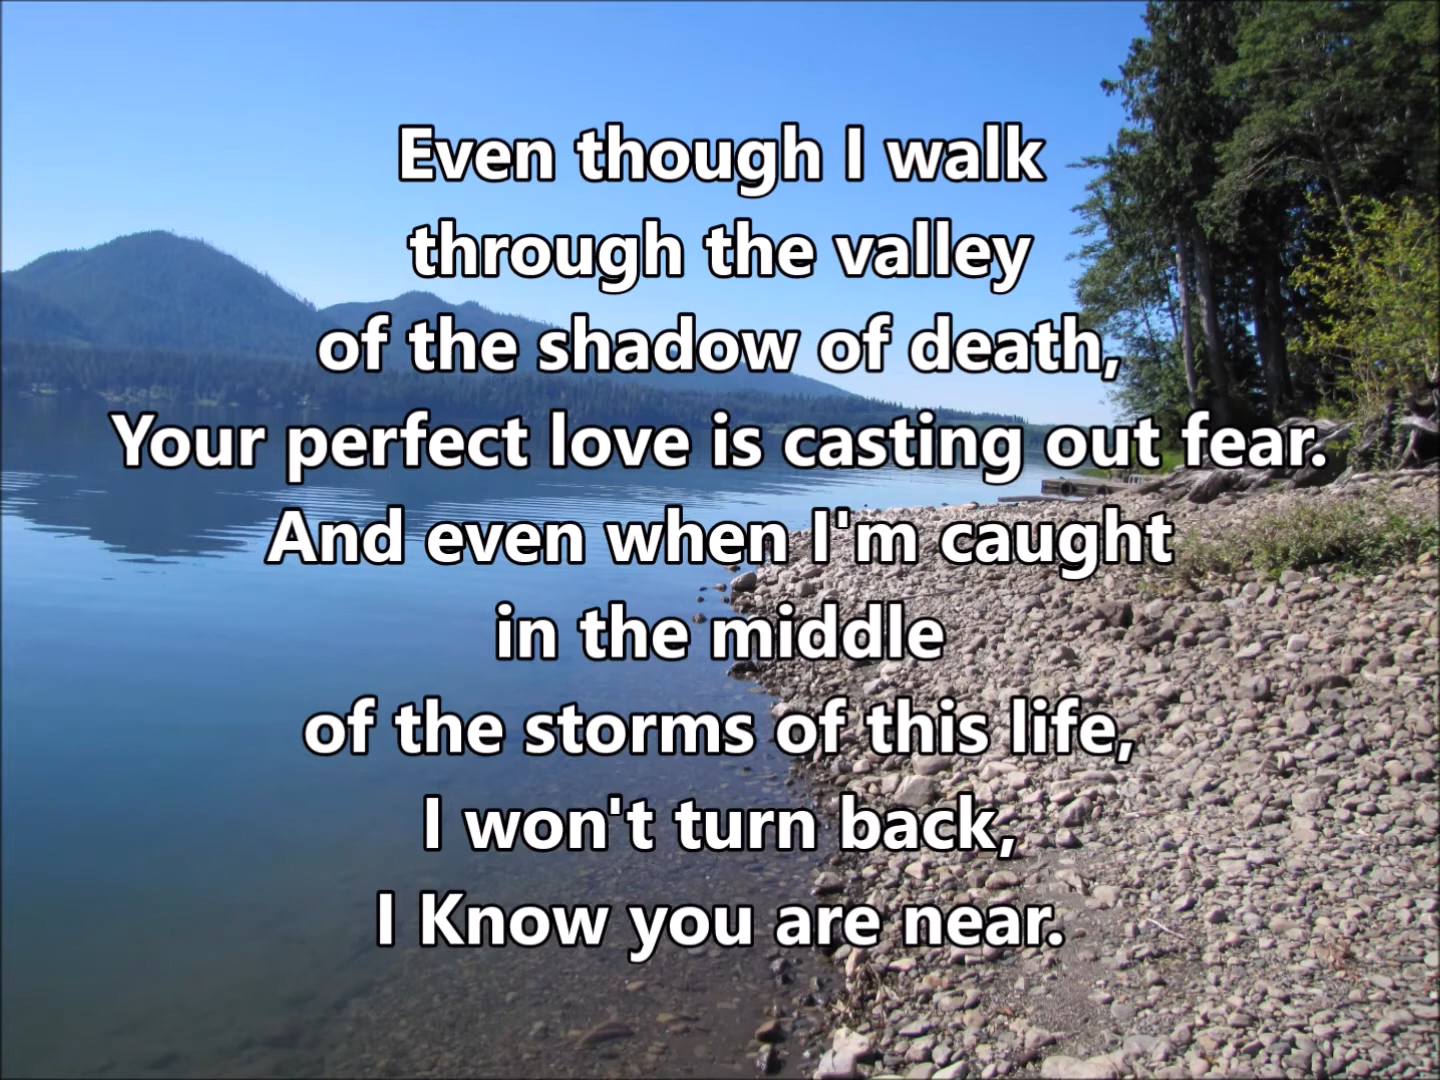 Even though I walk
through the valley
of the shadow of death,
Your perfect love is casting out fear.
And even when I'm caught
in the middle
of the storms of this life,
I won't turn back,
I Know you are near.